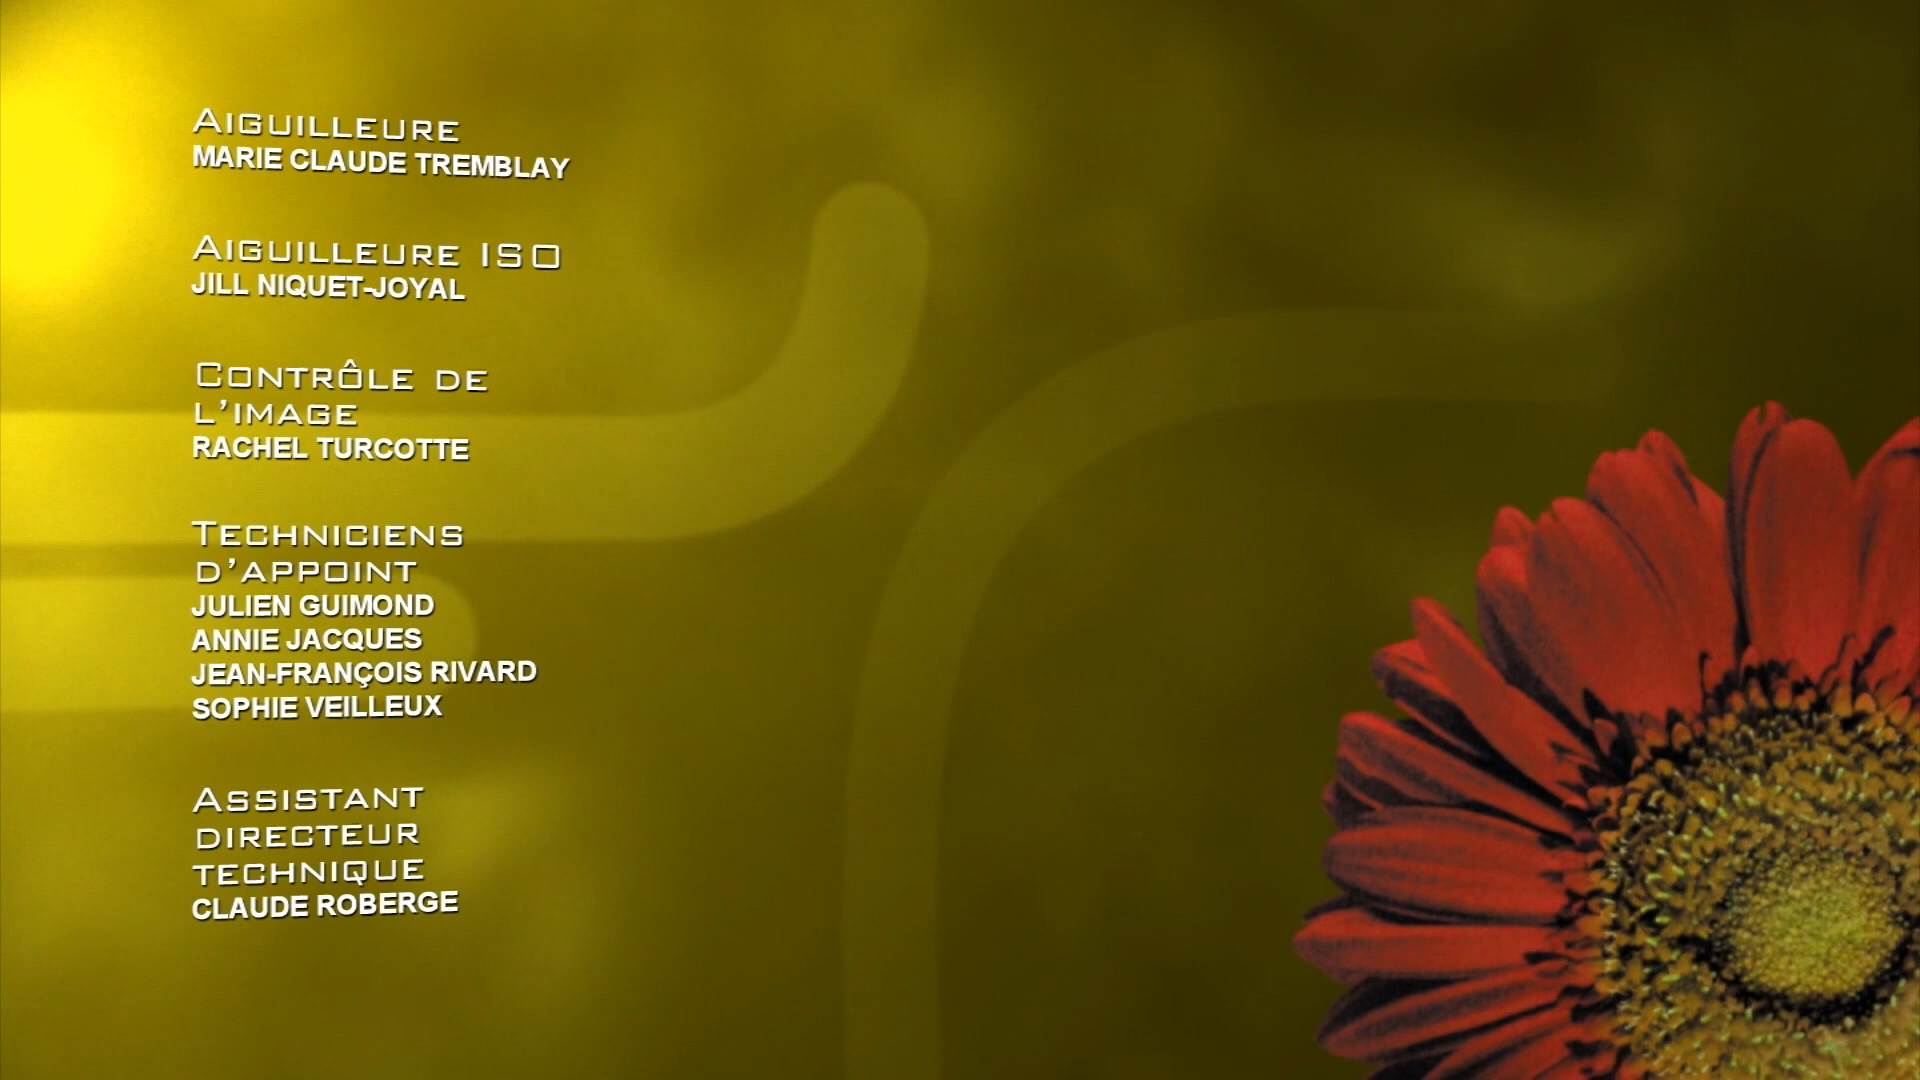 Aiguilleure
MARIE CLAUDE TREMBLAY
Aiguilleure ISO
JILL NIQUET-JOYAL
Contrôle de
l'image
RACHEL TURCOTTE
Techniciens
d'appoint
JULIEN GUIMOND
ANNIE JACQUES
JEAN-FRANÇOIS RIVARD
SOPHIE VEILLEUX
Assistant
directeur
technique
CLAUDE ROBERGE